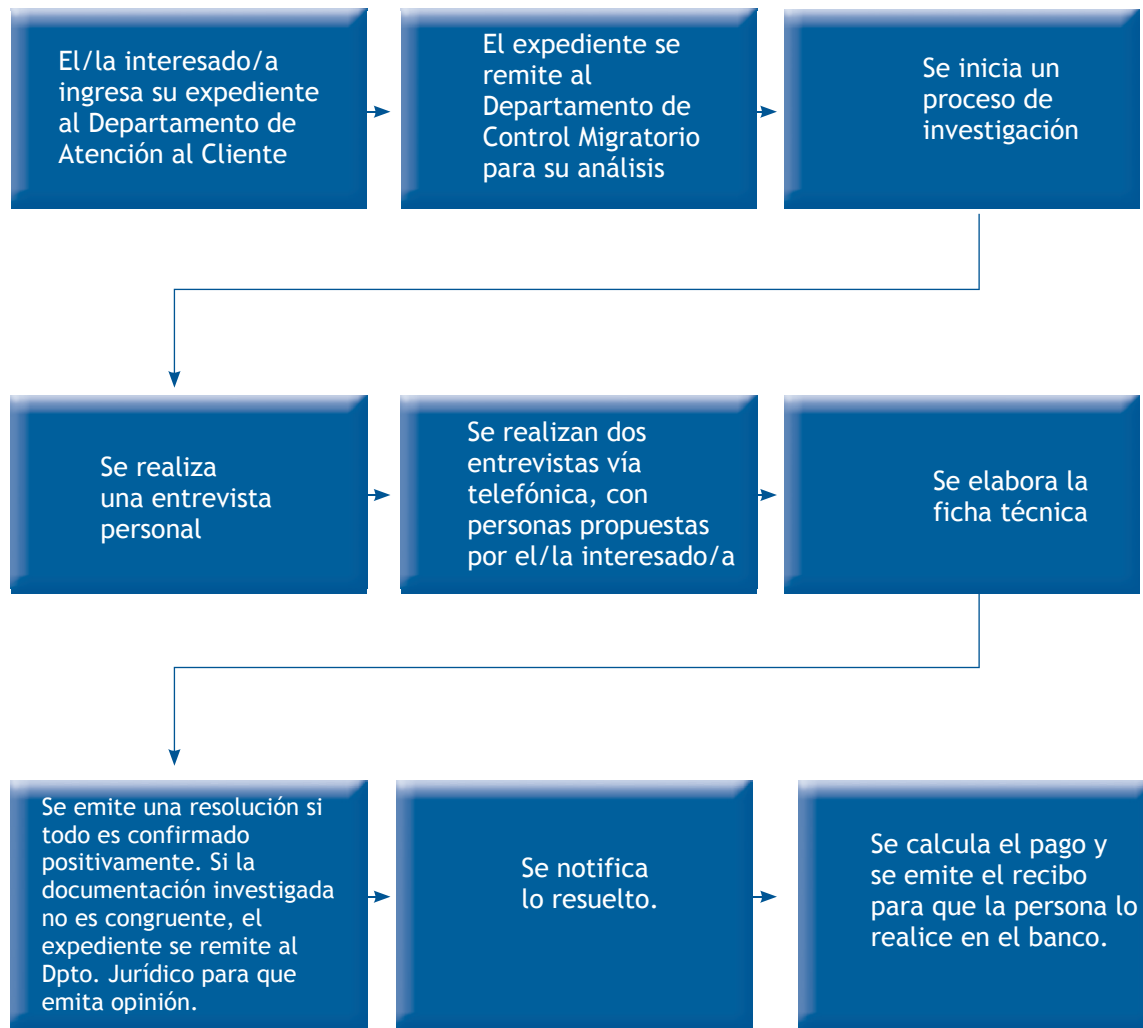 El/la interesado/a
ingresa su expediente
al Departamento de
Atención al Cliente
El expediente se
remite al
Departamento de
Control Migratorio
para su análisis
Se inicia un
proceso de
investigación
Se realiza
una entrevista
personal
Se realizan dos
entrevistas vía
telefónica, con
personas propuestas
por el/la interesado/a
Se elabora la
ficha técnica
Se emite una resolución si
todo es confirmado
positivamente. Si la
documentación investigada
no es congruente, el
expediente se remite al
Dpto. Jurídico para que
emita opinión.
Se notifica
lo resuelto.
Se calcula el pago y
se emite el recibo
para que la persona lo
realice en el banco.